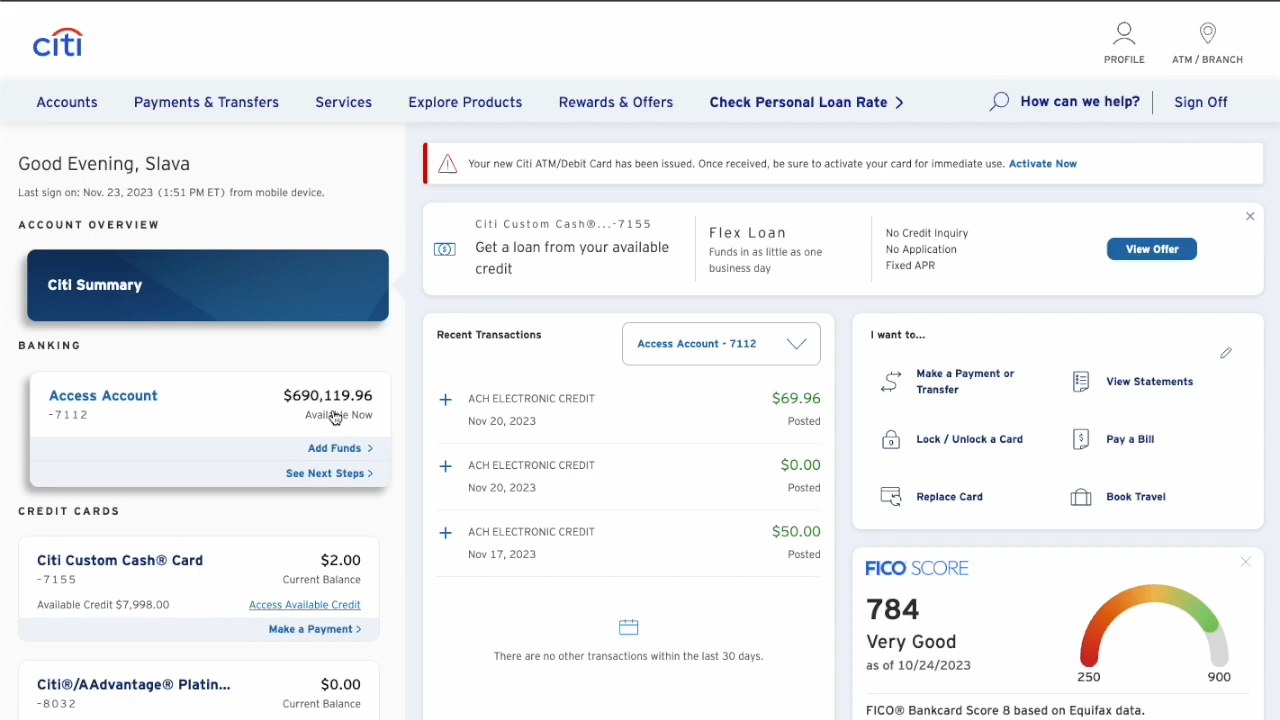 citi
PROFILE
ATM / BRANCH
Accounts
Payments & Transfers
Services
Explore Products
Rewards & Offers
Check Personal Loan Rate
How can we help?
Sign Off
Good Evening, Slava
Last sign on: Nov. 23, 2023 (1:51 PM ET) from mobile device.
ACCOUNT OVERVIEW
Citi Summary
BANKING
Access Account $690,119.96
-7112 Available Now
Add Funds >
See Next Steps >
CREDIT CARDS
Citi Custom Cash® Card $2.00
-7155 Current Balance
Available Credit $7,998.00 Access Available Credit
Make a Payment >
Citi®/AAdvantage® Platin... $0.00
-8032 Current Balance
Your new Citi ATM/Debit Card has been issued. Once received, be sure to activate your card for immediate use. Activate Now
Citi Custom Cash®...-7155
Get a loan from your available
credit
Flex Loan
Funds in as little as one
business day
No Credit Inquiry
No Application
Fixed APR
View Offer
Recent Transactions
Access Account - 7112
ACH ELECTRONIC CREDIT $69.96
Nov 20, 2023 Posted
ACH ELECTRONIC CREDIT $0.00
Nov 20, 2023 Posted
ACH ELECTRONIC CREDIT $50.00
Nov 17, 2023 Posted
There are no other transactions within the last 30 days.
I want to...
Make a Payment or
Transfer
View Statements
Lock / Unlock a Card
Pay a Bill
Replace Card
Book Travel
FICO SCORE
784
Very Good
as of 10/24/2023
250
900
FICO® Bankcard Score 8 based on Equifax data.